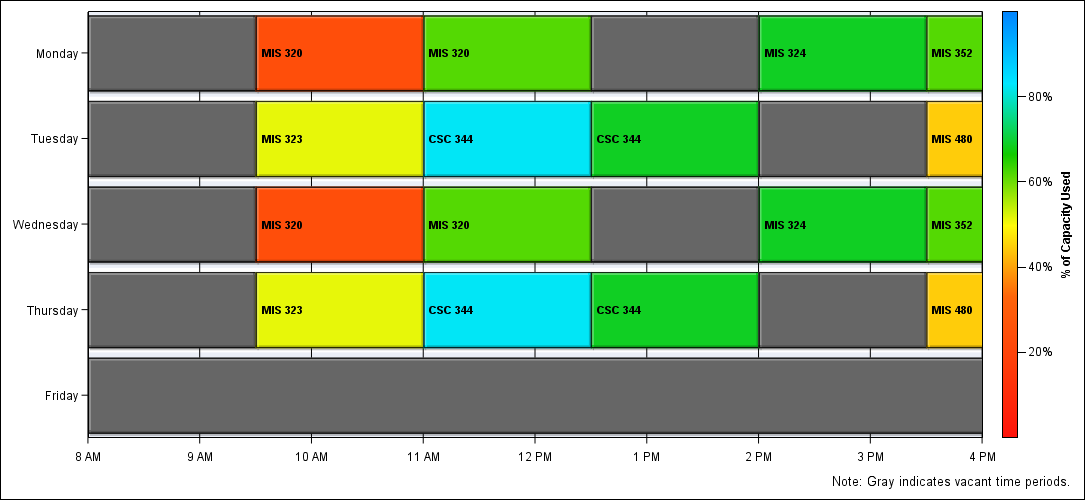 Monday
MIS 320
MIS 320
MIS 324
MIS 352
Tuesday
MIS 323
CSC 344
CSC 344
MIS 480
Wednesday
MIS 320
MIS 320
MIS 324
MIS 352
Thursday
MIS 323
CSC 344
CSC 344
MIS 480
Friday
8 AM
9 AM
10 AM
11 AM
12 PM
1 PM
2 PM
3 PM
4 PM
80%
60%
40%
20%
% of Capacity Used
Note: Gray indicates vacant time periods.